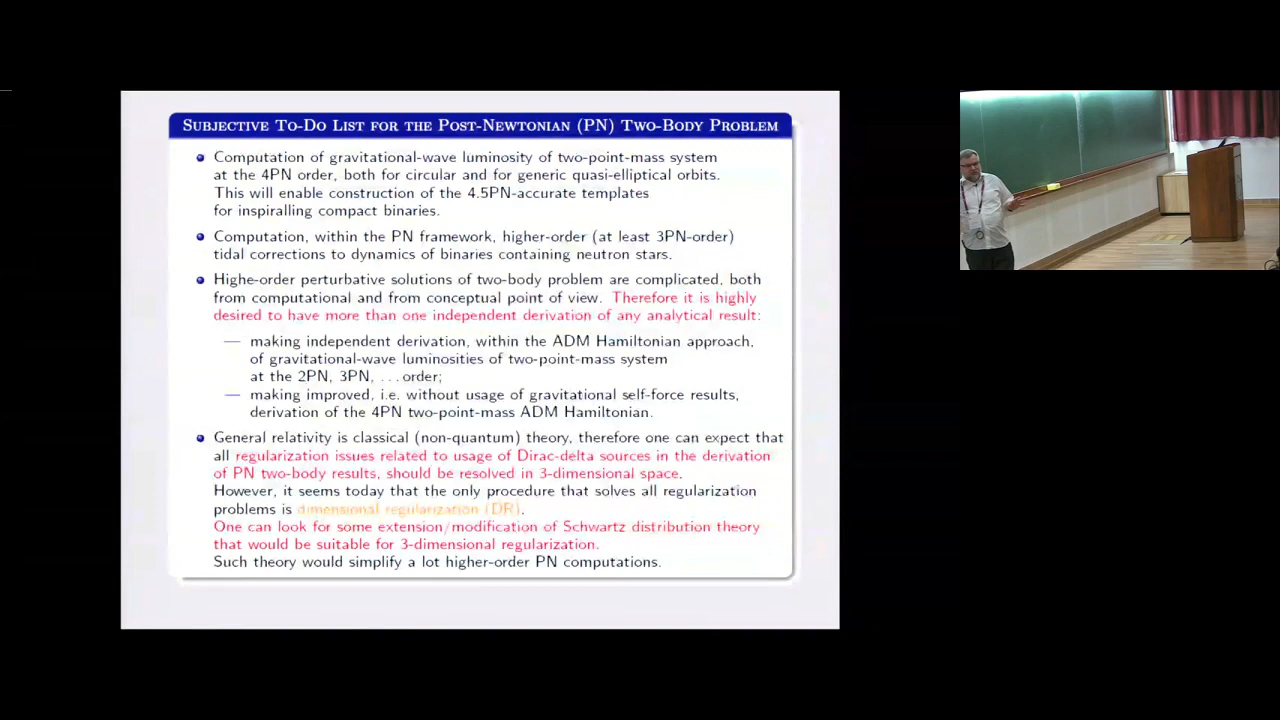 SUBJECTIVE TO-DO LIST FOR THE POST-NEWTONIAN (PN) TWO-BODY PROBLEM
Computation of gravitational-wave luminosity of two-point-mass system
at the 4PN order, both for circular and for generic quasi-elliptical orbits.
This will enable construction of the 4.5PN-accurate templates
for inspiralling compact binaries.
Computation, within the PN framework, higher-order (at least 3PN-order)
tidal corrections to dynamics of binaries containing neutron stars.
Highe-order perturbative solutions of two-body problem are complicated, both
from computational and from conceptual point of view. Therefore it is highly
desired to have more than one independent derivation of any analytical result:
— making independent derivation, within the ADM Hamiltonian approach,
of gravitational-wave luminosities of two-point-mass system
at the 2PN, 3PN, ... order;
— making improved, i.e. without usage of gravitational self-force results,
derivation of the 4PN two-point-mass ADM Hamiltonian.
General relativity is classical (non-quantum) theory, therefore one can expect that
all regularization issues related to usage of Dirac-delta sources in the derivation
of PN two-body results, should be resolved in 3-dimensional space.
However, it seems today that the only procedure that solves all regularization
problems is dimensional regularization (DR).
One can look for some extension/modification of Schwartz distribution theory
that would be suitable for 3-dimensional regularization.
Such theory would simplify a lot higher-order PN computations.